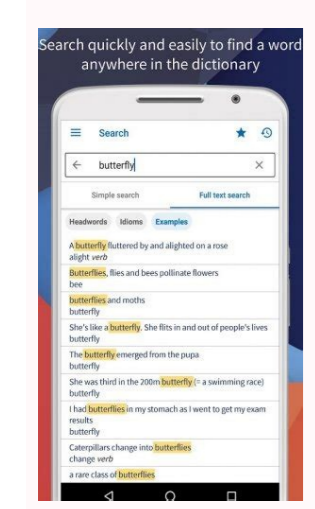 Search quickly and easily to find a word
anywhere in the dictionary
Search
butterfly
Simple search
Full text search
Headwords Idioms Examples
A butterfly fluttered by and alighted on a rose
alight verb
Butterflies, flies and bees pollinate flowers
bee
butterflies and moths
butterfly
She's like a butterfly. She flits in and out of people's lives
butterfly
The butterfly emerged from the pupa
butterfly
She was third in the 200m butterfly (= a swimming race)
butterfly
I had butterflies in my stomach as I went to get my exam
results
butterfly
Caterpillars change into butterflies
change verb
a rare class of butterflies